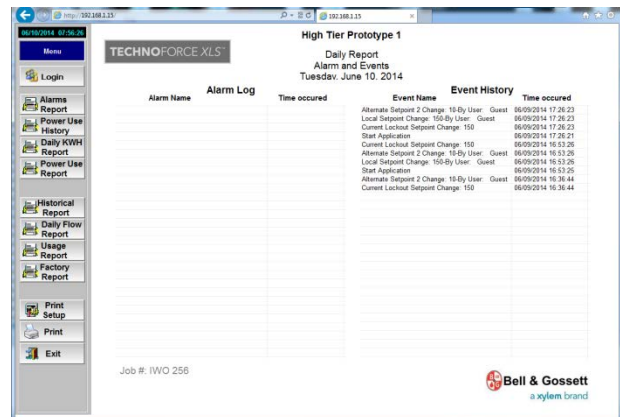 http://192.168.1.15/
192.168.1.15
06/10/2014 07:56:26
Menu
Login
Alarms Report
Power Use History
Daily KWH Report
Power Use Report
Historical Report
Daily Flow Report
Usage Report
Factory Report
Print Setup
Print
Exit
TECHNOFORCE XLS™
High Tier Prototype 1
Daily Report
Alarm and Events
Tuesday, June 10, 2014
Alarm Log
Alarm Name Time occured
Event History
Event Name Time occured
Alternate Setpoint 2 Change: 10-By User: Guest 06/09/2014 17:26:23
Local Setpoint Change: 150-By User: Guest 06/09/2014 17:26:23
Current Lockout Setpoint Change: 150 06/09/2014 17:26:23
Start Application 06/09/2014 17:26:21
Current Lockout Setpoint Change: 150 06/09/2014 16:53:26
Alternate Setpoint 2 Change: 10-By User: Guest 06/09/2014 16:53:26
Local Setpoint Change: 150-By User: Guest 06/09/2014 16:53:26
Start Application 06/09/2014 16:53:25
Alternate Setpoint 2 Change: 10-By User: Guest 06/09/2014 16:36:44
Current Lockout Setpoint Change: 150 06/09/2014 16:36:44
Job #: IWO 256
Bell & Gossett
a xylem brand